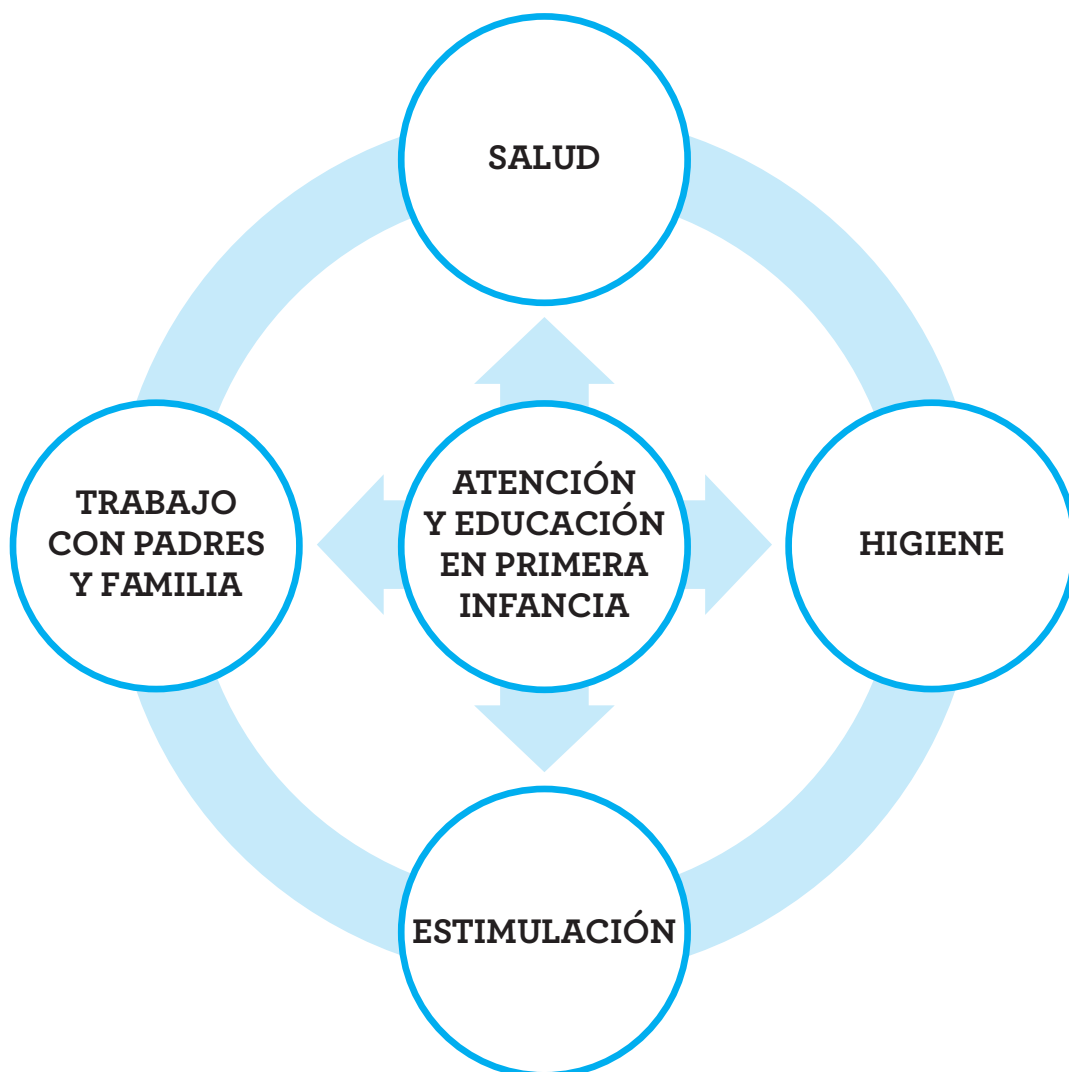 SALUD
TRABAJO
CON PADRES
Y FAMILIA
ATENCIÓN
Y EDUCACIÓN
EN PRIMERA
INFANCIA
HIGIENE
ESTIMULACIÓN